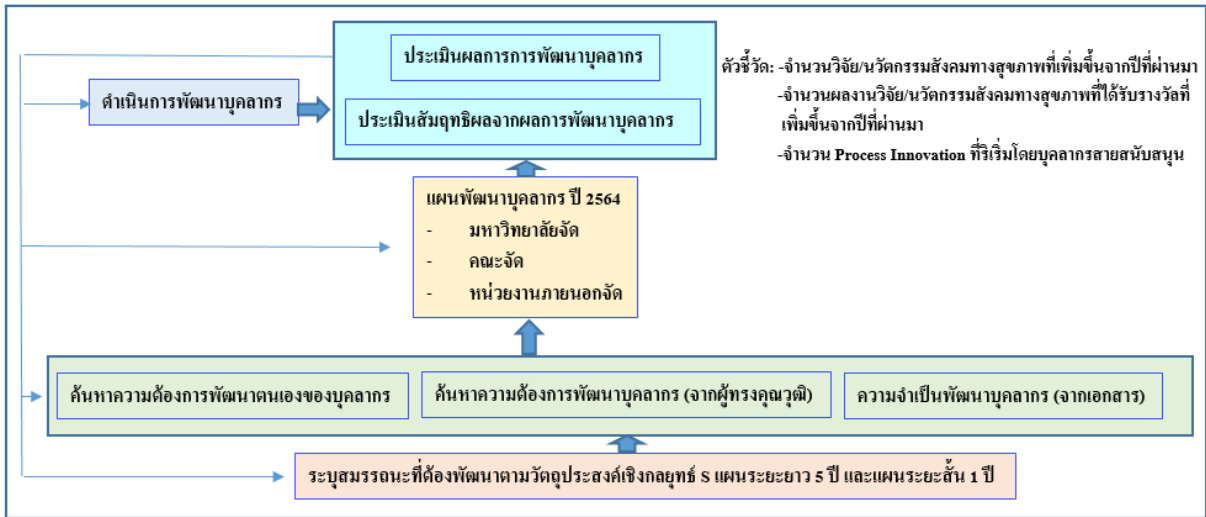 ประเมินผลการการพัฒนาบุคลากร
ตัวชี้วัด: -จำนวนวิจัย/นวัตกรรมสังคมทางสุขภาพที่เพิ่มขึ้นจากปีที่ผ่านมา
ดำเนินการพัฒนาบุคลากร
-จำนวนผลงานวิจัย/นวัตกรรมสังคมทางสุขภาพที่ได้รับรางวัลที่
ประเมินสัมฤทธิผลจากผลการพัฒนาบุคลากร
เพิ่มขึ้นจากปีที่ผ่านมา
-จำนวน Process Innovation ที่ริเริ่มโดยบุคลากรสายสนับสนุน
แผนพัฒนาบุคลากร ปี 2564
- มหาวิทยาลัยจัด
- คณะจัด
- หน่วยงานภายนอกจัด
ค้นหาความต้องการพัฒนาตนเองของบุคลากร
ค้นหาความต้องการพัฒนาบุคลากร (จากผู้ทรงคุณวุฒิ)
ความจำเป็นพัฒนาบุคลากร (จากเอกสาร)
ระบุสมรรถนะที่ต้องพัฒนาตามวัตถุประสงค์เชิงกลยุทธ์ S แผนระยะยาว 5 ปี และแผนระยะสั้น 1 ปี